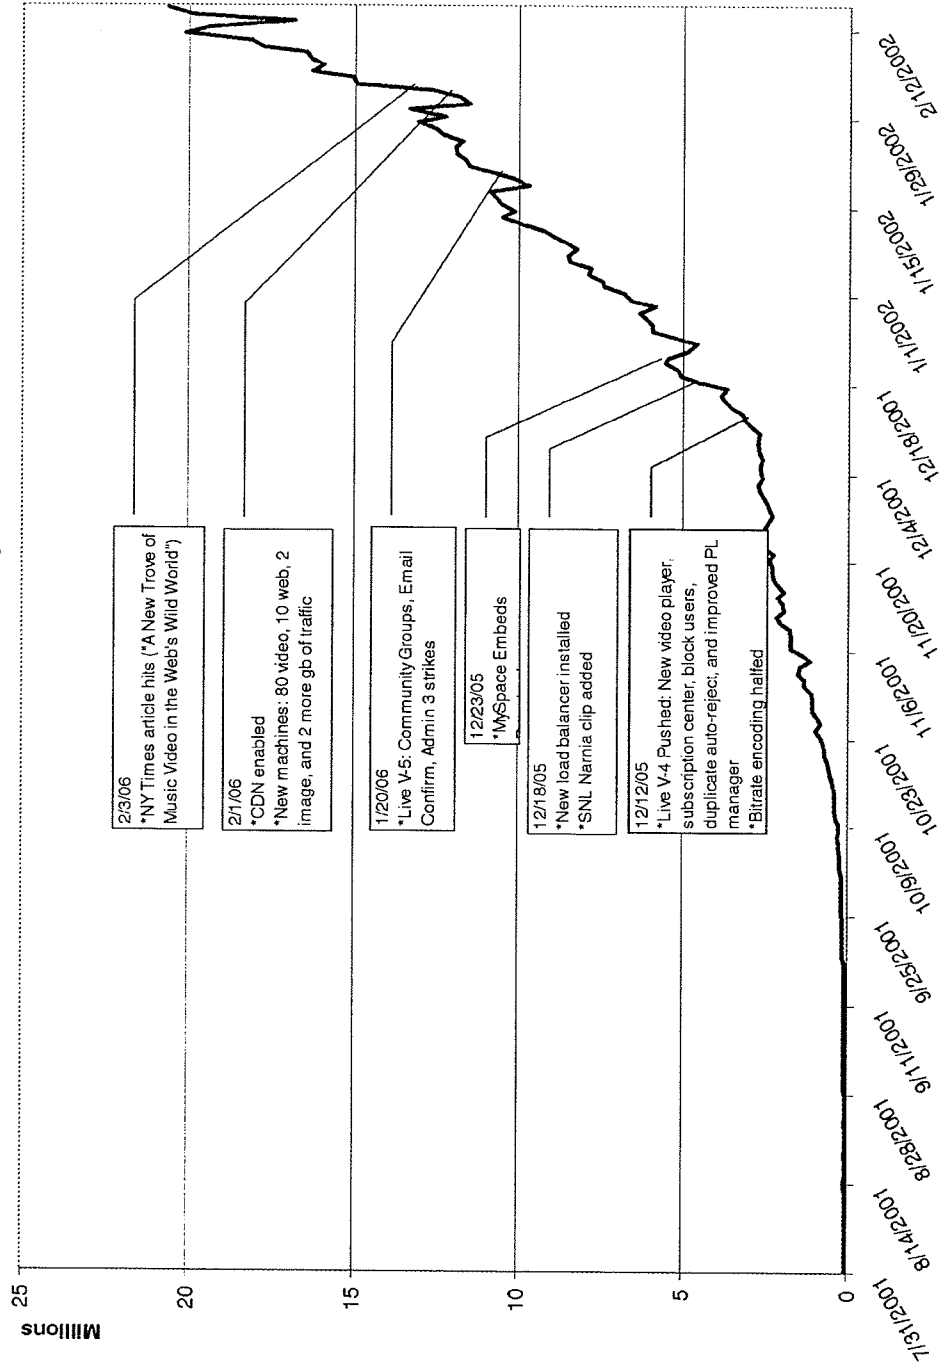 Millions
25
20
15
10
5
0
2/3/06
*NYTimes article hits ("A New Trove of
Music Video in the Web's Wild World")
2/1/06
*CDN enabled
*New machines: 80 video, 10 web, 2
image, and 2 more gb of traffic
1/20/06
*Live V-5: Community Groups, Email
Confirm, Admin 3 strikes
12/23/05
*MySpace Embeds
12/18/05
*New load balancer installed
*SNL Narnia clip added
12/12/05
*Live V-4 Pushed: New video player,
subscription center, block users,
duplicate auto-reject; and improved PL
manager
*Bitrate encoding halfed
7/31/2001
8/14/2001
8/28/2001
9/11/2001
9/25/2001
10/9/2001
10/23/2001
11/6/2001
11/20/2001
12/4/2001
12/18/2001
1/1/2002
1/15/2002
1/29/2002
2/12/2002